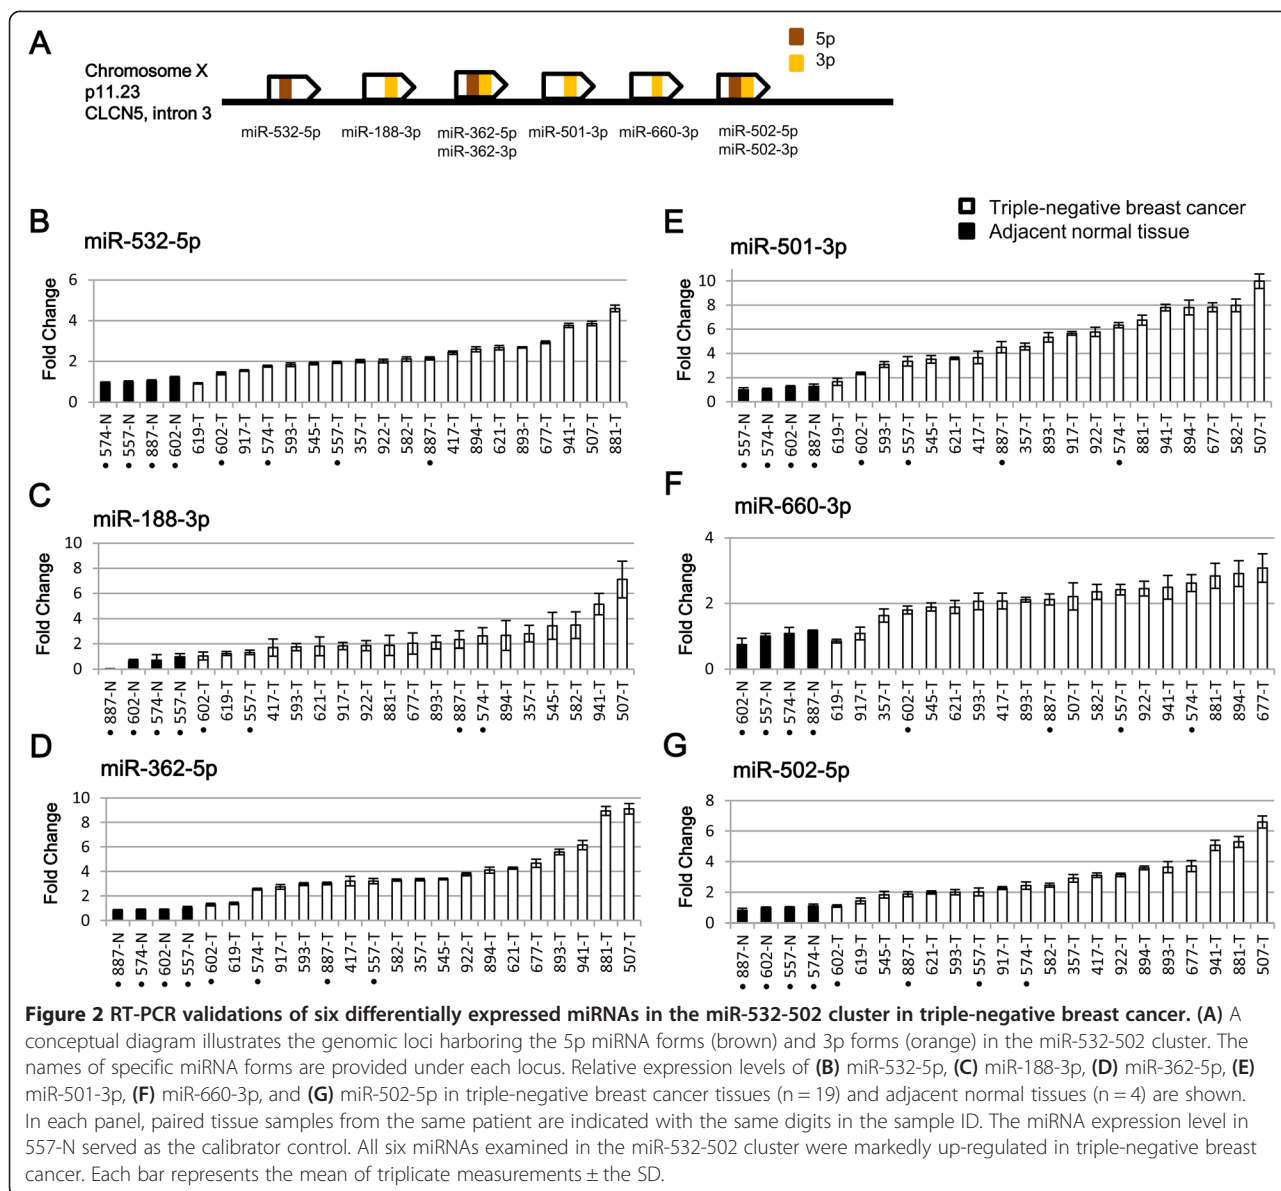 A
5p
3p
Chromosome X
p11.23
CLCN5, intron 3
miR-532-5p
miR-188-3p
miR-362-5p
miR-362-3p
miR-501-3p
miR-660-3p
miR-502-5p
miR-502-3p
Triple-negative breast cancer
Adjacent normal tissue
B
miR-532-5p
Fold Change
6
4
2
0
574-N 557-N 887-N 602-N 619-T 602-T 917-T 574-T 593-T 545-T 557-T 357-T 922-T 582-T 887-T 417-T 894-T 621-T 893-T 677-T 941-T 507-T 881-T
C
miR-188-3p
Fold Change
10
8
6
4
2
0
887-N 602-N 574-N 557-N 602-T 619-T 557-T 417-T 593-T 621-T 917-T 922-T 881-T 677-T 893-T 887-T 574-T 894-T 357-T 545-T 582-T 941-T 507-T
D
miR-362-5p
Fold Change
10
8
6
4
2
0
887-N 574-N 602-N 557-N 602-T 619-T 574-T 917-T 593-T 887-T 417-T 557-T 582-T 357-T 545-T 922-T 894-T 621-T 677-T 893-T 941-T 881-T 507-T
E
miR-501-3p
Fold Change
10
8
6
4
2
0
557-N 574-N 602-N 887-N 619-T 602-T 593-T 557-T 545-T 621-T 417-T 887-T 357-T 893-T 917-T 922-T 574-T 881-T 941-T 894-T 677-T 582-T 507-T
F
miR-660-3p
Fold Change
4
2
0
602-N 557-N 574-N 887-N 619-T 917-T 357-T 602-T 545-T 621-T 593-T 417-T 893-T 887-T 507-T 582-T 557-T 922-T 941-T 574-T 881-T 894-T 677-T
G
miR-502-5p
Fold Change
8
6
4
2
0
887-N 602-N 557-N 574-N 602-T 619-T 545-T 887-T 621-T 593-T 557-T 917-T 574-T 582-T 357-T 417-T 922-T 894-T 893-T 677-T 941-T 881-T 507-T
Figure 2 RT-PCR validations of six differentially expressed miRNAs in the miR-532-502 cluster in triple-negative breast cancer. (A) A
conceptual diagram illustrates the genomic loci harboring the 5p miRNA forms (brown) and 3p forms (orange) in the miR-532-502 cluster. The
names of specific miRNA forms are provided under each locus. Relative expression levels of (B) miR-532-5p, (C) miR-188-3p, (D) miR-362-5p, (E)
miR-501-3p, (F) miR-660-3p, and (G) miR-502-5p in triple-negative breast cancer tissues (n = 19) and adjacent normal tissues (n = 4) are shown.
In each panel, paired tissue samples from the same patient are indicated with the same digits in the sample ID. The miRNA expression level in
557-N served as the calibrator control. All six miRNAs examined in the miR-532-502 cluster were markedly up-regulated in triple-negative breast
cancer. Each bar represents the mean of triplicate measurements ± the SD.